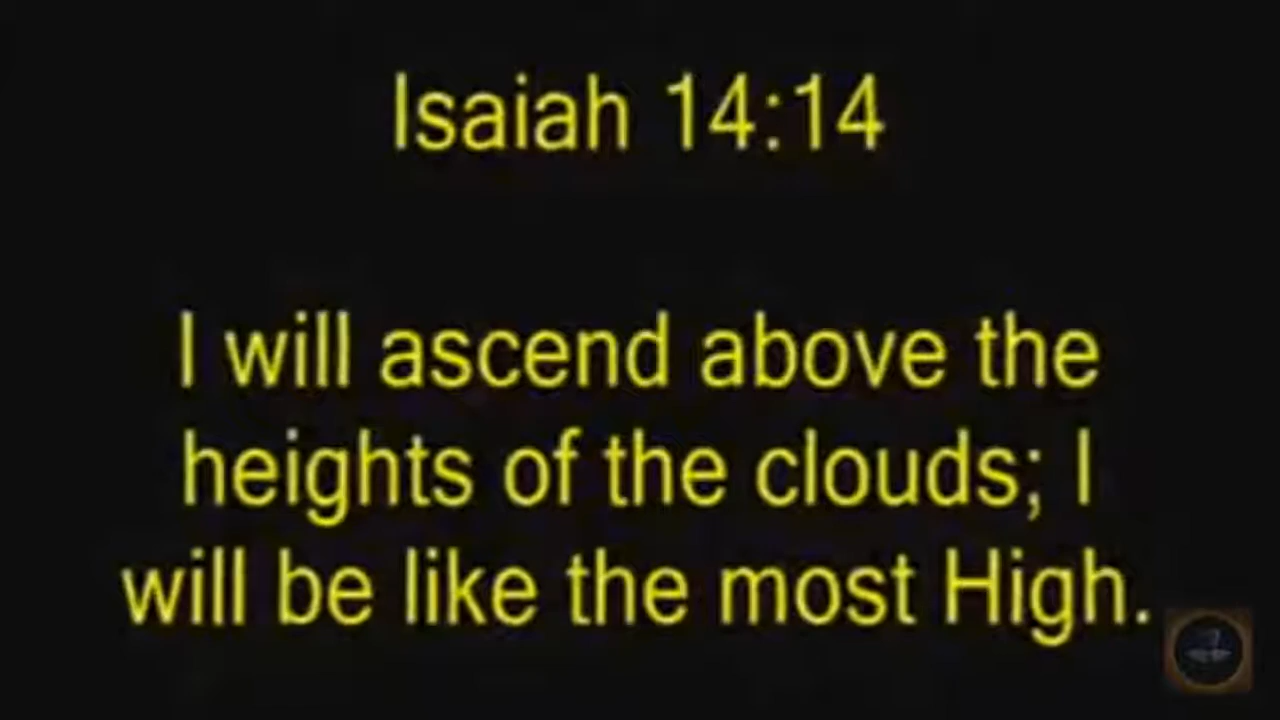 Isaiah 14:14
I will ascend above the
heights of the clouds; I
will be like the most High.